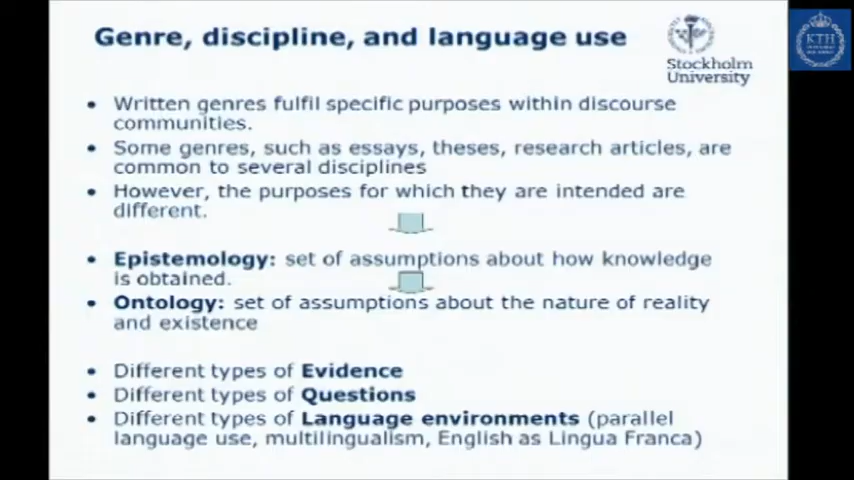 Genre, discipline, and language use
Stockholm
University
KTH
• Written genres fulfil specific purposes within discourse
communities.
• Some genres, such as essays, theses, research articles, are
common to several disciplines
• However, the purposes for which they are intended are
different.
• Epistemology: set of assumptions about how knowledge
is obtained.
• Ontology: set of assumptions about the nature of reality
and existence
• Different types of Evidence
• Different types of Questions
• Different types of Language environments (parallel
language use, multilingualism, English as Lingua Franca)